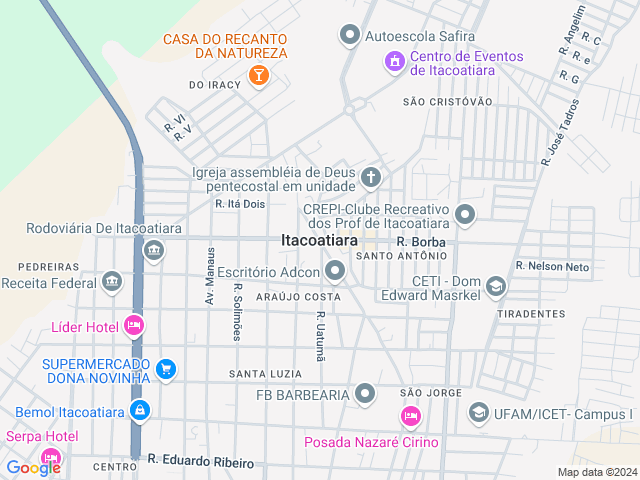 Autoescola Safira
CASA DO RECANTO
DA NATUREZA
Centro de Eventos
de Itacoatiara
R. Angelim
R. C
R. e
R. G
DO IRACY
SÃO CRISTÓVÃO
R. VI
R. V
R. José Tadros
Igreja assembléia de Deus
pentecostal em unidade
R. Itá Dois
CREPI-Clube Recreativo
dos Prof de Itacoatiara
Rodoviária De Itacoatiara
Itacoatiara
R. Borba
SANTO ANTÔNIO
PEDREIRAS
Receita Federal
Av. Manaus
R. Solimões
Escritório Adcon
R. Nelson Neto
CETI - Dom
Edward Masrkel
ARAÚJO COSTA
TIRADENTES
Líder Hotel
R. Uatumã
SUPERMERCADO
DONA NOVINHA
SANTA LUZIA
FB BARBEARIA
SÃO JORGE
Bemol Itacoatiara
UFAM/ICET- Campus I
Serpa Hotel
Posada Nazaré Cirino
CENTRO
R. Eduardo Ribeiro
Google
Map data ©2024